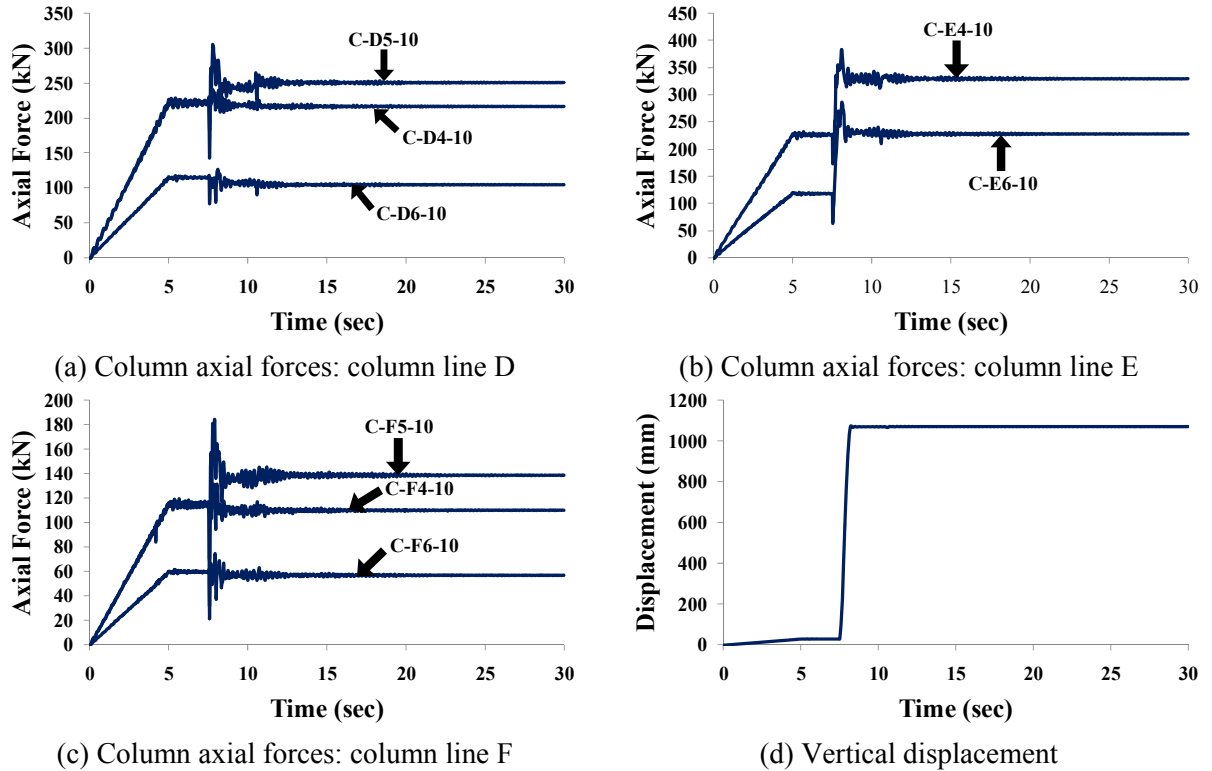 Axial Force (kN)
350
300
250
200
150
100
50
0
C-D5-10
C-D4-10
C-D6-10
0 5 10 15 20 25 30
Time (sec)
(a) Column axial forces: column line D
Axial Force (kN)
450
400
350
300
250
200
150
100
50
0
C-E4-10
C-E6-10
0 5 10 15 20 25 30
Time (sec)
(b) Column axial forces: column line E
Axial Force (kN)
200
180
160
140
120
100
80
60
40
20
0
C-F5-10
C-F4-10
C-F6-10
0 5 10 15 20 25 30
Time (sec)
(c) Column axial forces: column line F
Displacement (mm)
1200
1000
800
600
400
200
0
0 5 10 15 20 25 30
Time (sec)
(d) Vertical displacement